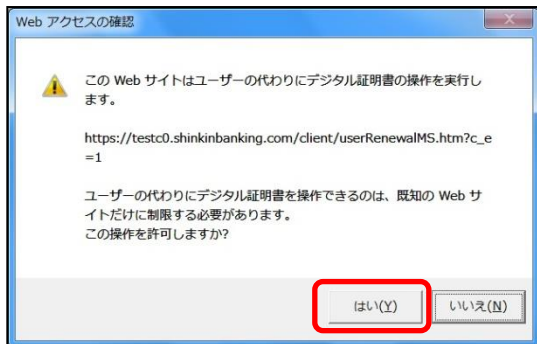 Web アクセスの確認
この Web サイトはユーザーの代わりにデジタル証明書の操作を実行し
ます。
https://testc0.shinkinbanking.com/client/userRenewalMS.htm?c_e
=1
ユーザーの代わりにデジタル証明書を操作できるのは、既知の Web サ
イトだけに制限する必要があります。
この操作を許可しますか?
はい(Y) いいえ(N)